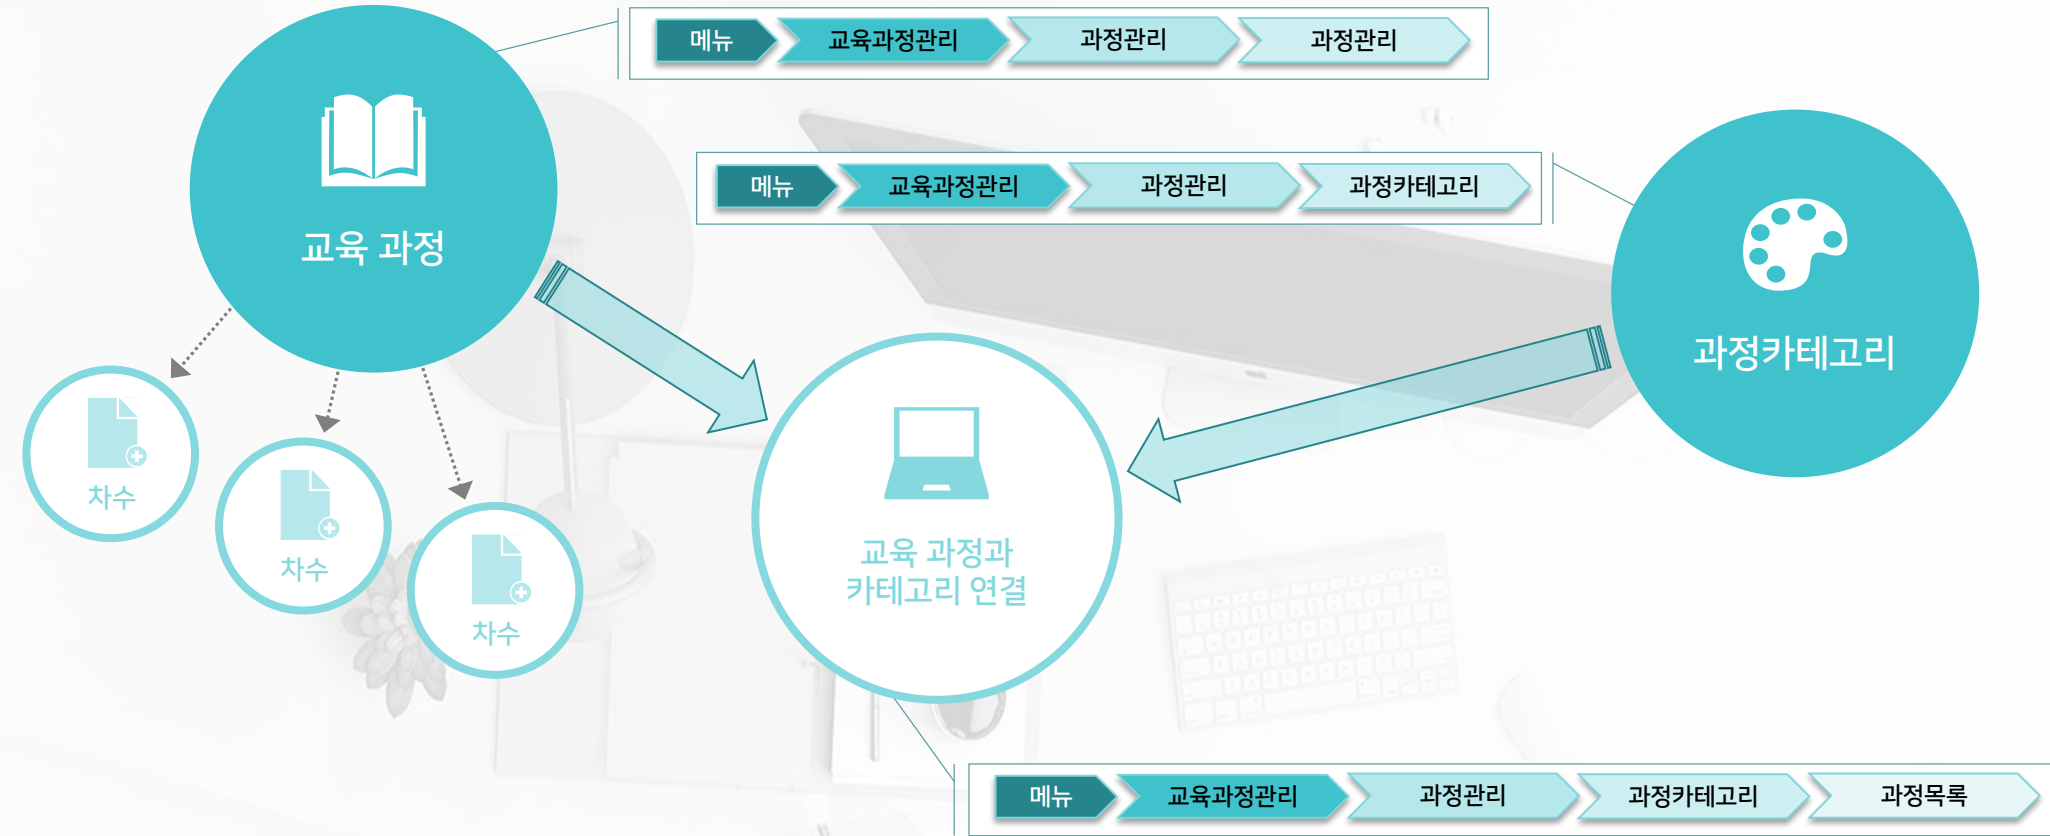 메뉴 교육과정관리 과정관리 과정관리
메뉴 교육과정관리 과정관리 과정카테고리
교육 과정
과정카테고리
차수
차수
차수
교육 과정과
카테고리 연결
메뉴 교육과정관리 과정관리 과정카테고리 과정목록